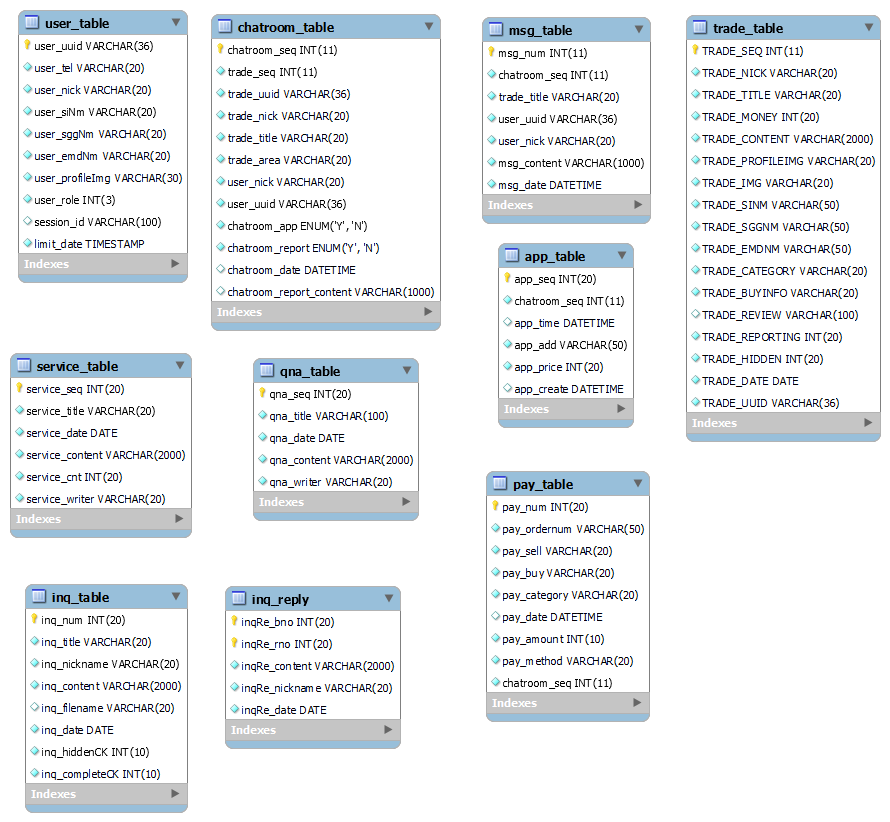 user_table
user_uuid VARCHAR(36)
user_tel VARCHAR(20)
user_nick VARCHAR(20)
user_siNm VARCHAR(20)
user_sggNm VARCHAR(20)
user_emdNm VARCHAR(20)
user_profileImg VARCHAR(30)
user_role INT(3)
session_id VARCHAR(100)
limit_date TIMESTAMP
Indexes
chatroom_table
chatroom_seq INT(11)
trade_seq INT(11)
trade_uuid VARCHAR(36)
trade_nick VARCHAR(20)
trade_title VARCHAR(20)
trade_area VARCHAR(20)
user_nick VARCHAR(20)
user_uuid VARCHAR(36)
chatroom_app ENUM('Y', 'N')
chatroom_report ENUM('Y', 'N')
chatroom_date DATETIME
chatroom_report_content VARCHAR(1000)
Indexes
msg_table
msg_num INT(11)
chatroom_seq INT(11)
trade_title VARCHAR(20)
user_uuid VARCHAR(36)
user_nick VARCHAR(20)
msg_content VARCHAR(1000)
msg_date DATETIME
Indexes
trade_table
TRADE_SEQ INT(11)
TRADE_NICK VARCHAR(20)
TRADE_TITLE VARCHAR(20)
TRADE_MONEY INT(20)
TRADE_CONTENT VARCHAR(2000)
TRADE_PROFILEIMG VARCHAR(20)
TRADE_IMG VARCHAR(20)
TRADE_SINM VARCHAR(50)
TRADE_SGGNM VARCHAR(50)
TRADE_EMDNM VARCHAR(50)
TRADE_CATEGORY VARCHAR(20)
TRADE_BUYINFO VARCHAR(20)
TRADE_REVIEW VARCHAR(100)
TRADE_REPORTING INT(20)
TRADE_HIDDEN INT(20)
TRADE_DATE DATE
TRADE_UUID VARCHAR(36)
Indexes
app_table
app_seq INT(20)
chatroom_seq INT(11)
app_time DATETIME
app_add VARCHAR(50)
app_price INT(20)
app_create DATETIME
Indexes
service_table
service_seq INT(20)
service_title VARCHAR(20)
service_date DATE
service_content VARCHAR(2000)
service_cnt INT(20)
service_writer VARCHAR(20)
Indexes
qna_table
qna_seq INT(20)
qna_title VARCHAR(100)
qna_date DATE
qna_content VARCHAR(2000)
qna_writer VARCHAR(20)
Indexes
pay_table
pay_num INT(20)
pay_ordernum VARCHAR(50)
pay_sell VARCHAR(20)
pay_buy VARCHAR(20)
pay_category VARCHAR(20)
pay_date DATETIME
pay_amount INT(10)
pay_method VARCHAR(20)
chatroom_seq INT(11)
Indexes
inq_table
inq_num INT(20)
inq_title VARCHAR(20)
inq_nickname VARCHAR(20)
inq_content VARCHAR(2000)
inq_filename VARCHAR(20)
inq_date DATE
inq_hiddenCK INT(10)
inq_completeCK INT(10)
Indexes
inq_reply
inqRe_bno INT(20)
inqRe_rno INT(20)
inqRe_content VARCHAR(2000)
inqRe_nickname VARCHAR(20)
inqRe_date DATE
Indexes